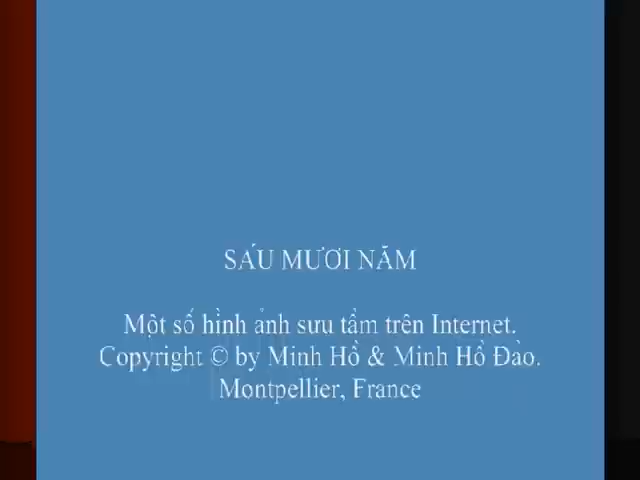 SÁU MƯƠI NĂM
Một số hình ảnh sưu tầm trên Internet.
Copyright © by Minh Hồ & Minh Hồ Đào.
Montpellier, France